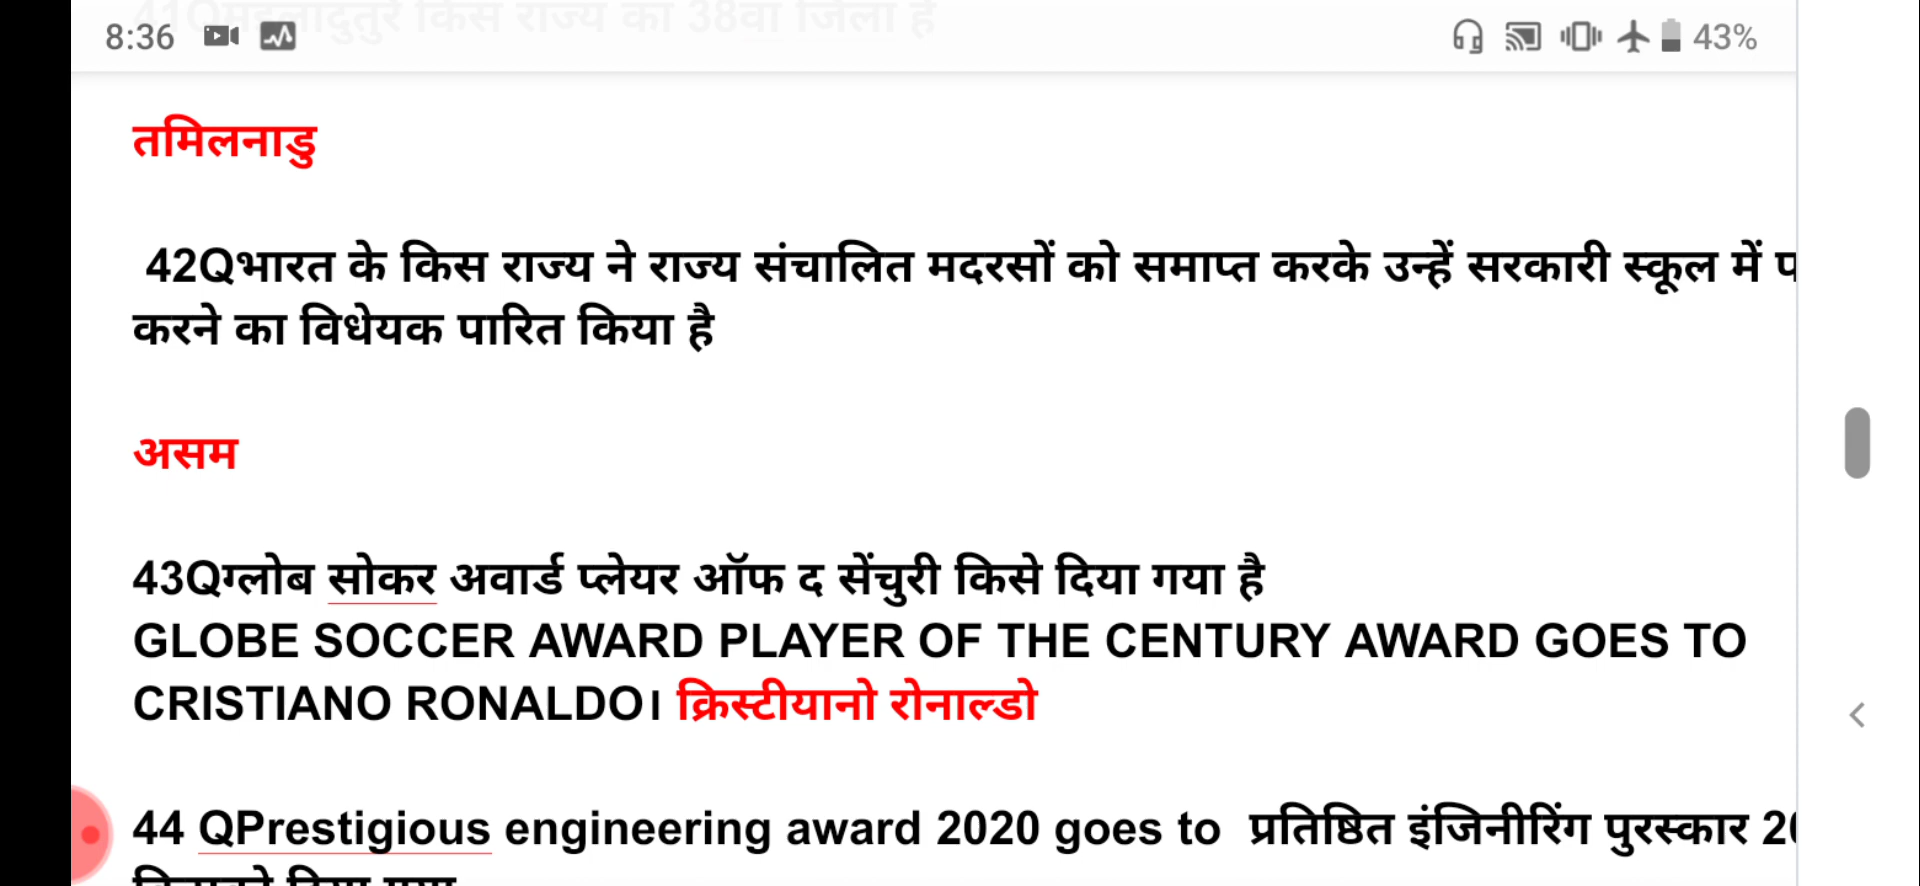 41Qमइलादुतुरै किस राज्य का 38वा जिला है
8:36 43%
तमिलनाडु
42Qभारत के किस राज्य ने राज्य संचालित मदरसों को समाप्त करके उन्हें सरकारी स्कूल में
करने का विधेयक पारित किया है
असम
43Qग्लोब सोकर अवार्ड प्लेयर ऑफ द सेंचुरी किसे दिया गया है
GLOBE SOCCER AWARD PLAYER OF THE CENTURY AWARD GOES TO
CRISTIANO RONALDO। क्रिस्टीयानो रोनाल्डो
44 QPrestigious engineering award 2020 goes to प्रतिष्ठित इंजिनीरिंग पुरस्कार